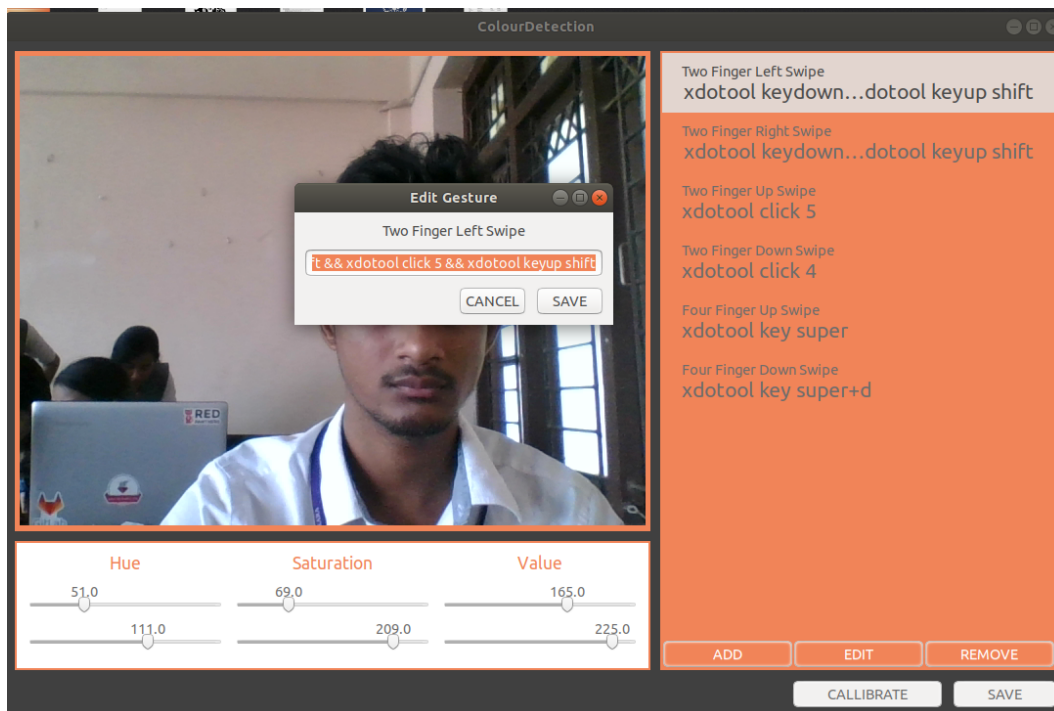 ColourDetection
Two Finger Left Swipe
xdotool keydown...dotool keyup shift
Two Finger Right Swipe
xdotool keydown...dotool keyup shift
Two Finger Up Swipe
xdotool click 5
Two Finger Down Swipe
xdotool click 4
Four Finger Up Swipe
xdotool key super
Four Finger Down Swipe
xdotool key super+d
Edit Gesture
Two Finger Left Swipe
ft && xdotool click 5 && xdotool keyup shift
CANCEL SAVE
RED
Hue Saturation Value
51.0 69.0 165.0
111.0 209.0 225.0
ADD EDIT REMOVE
CALLIBRATE SAVE